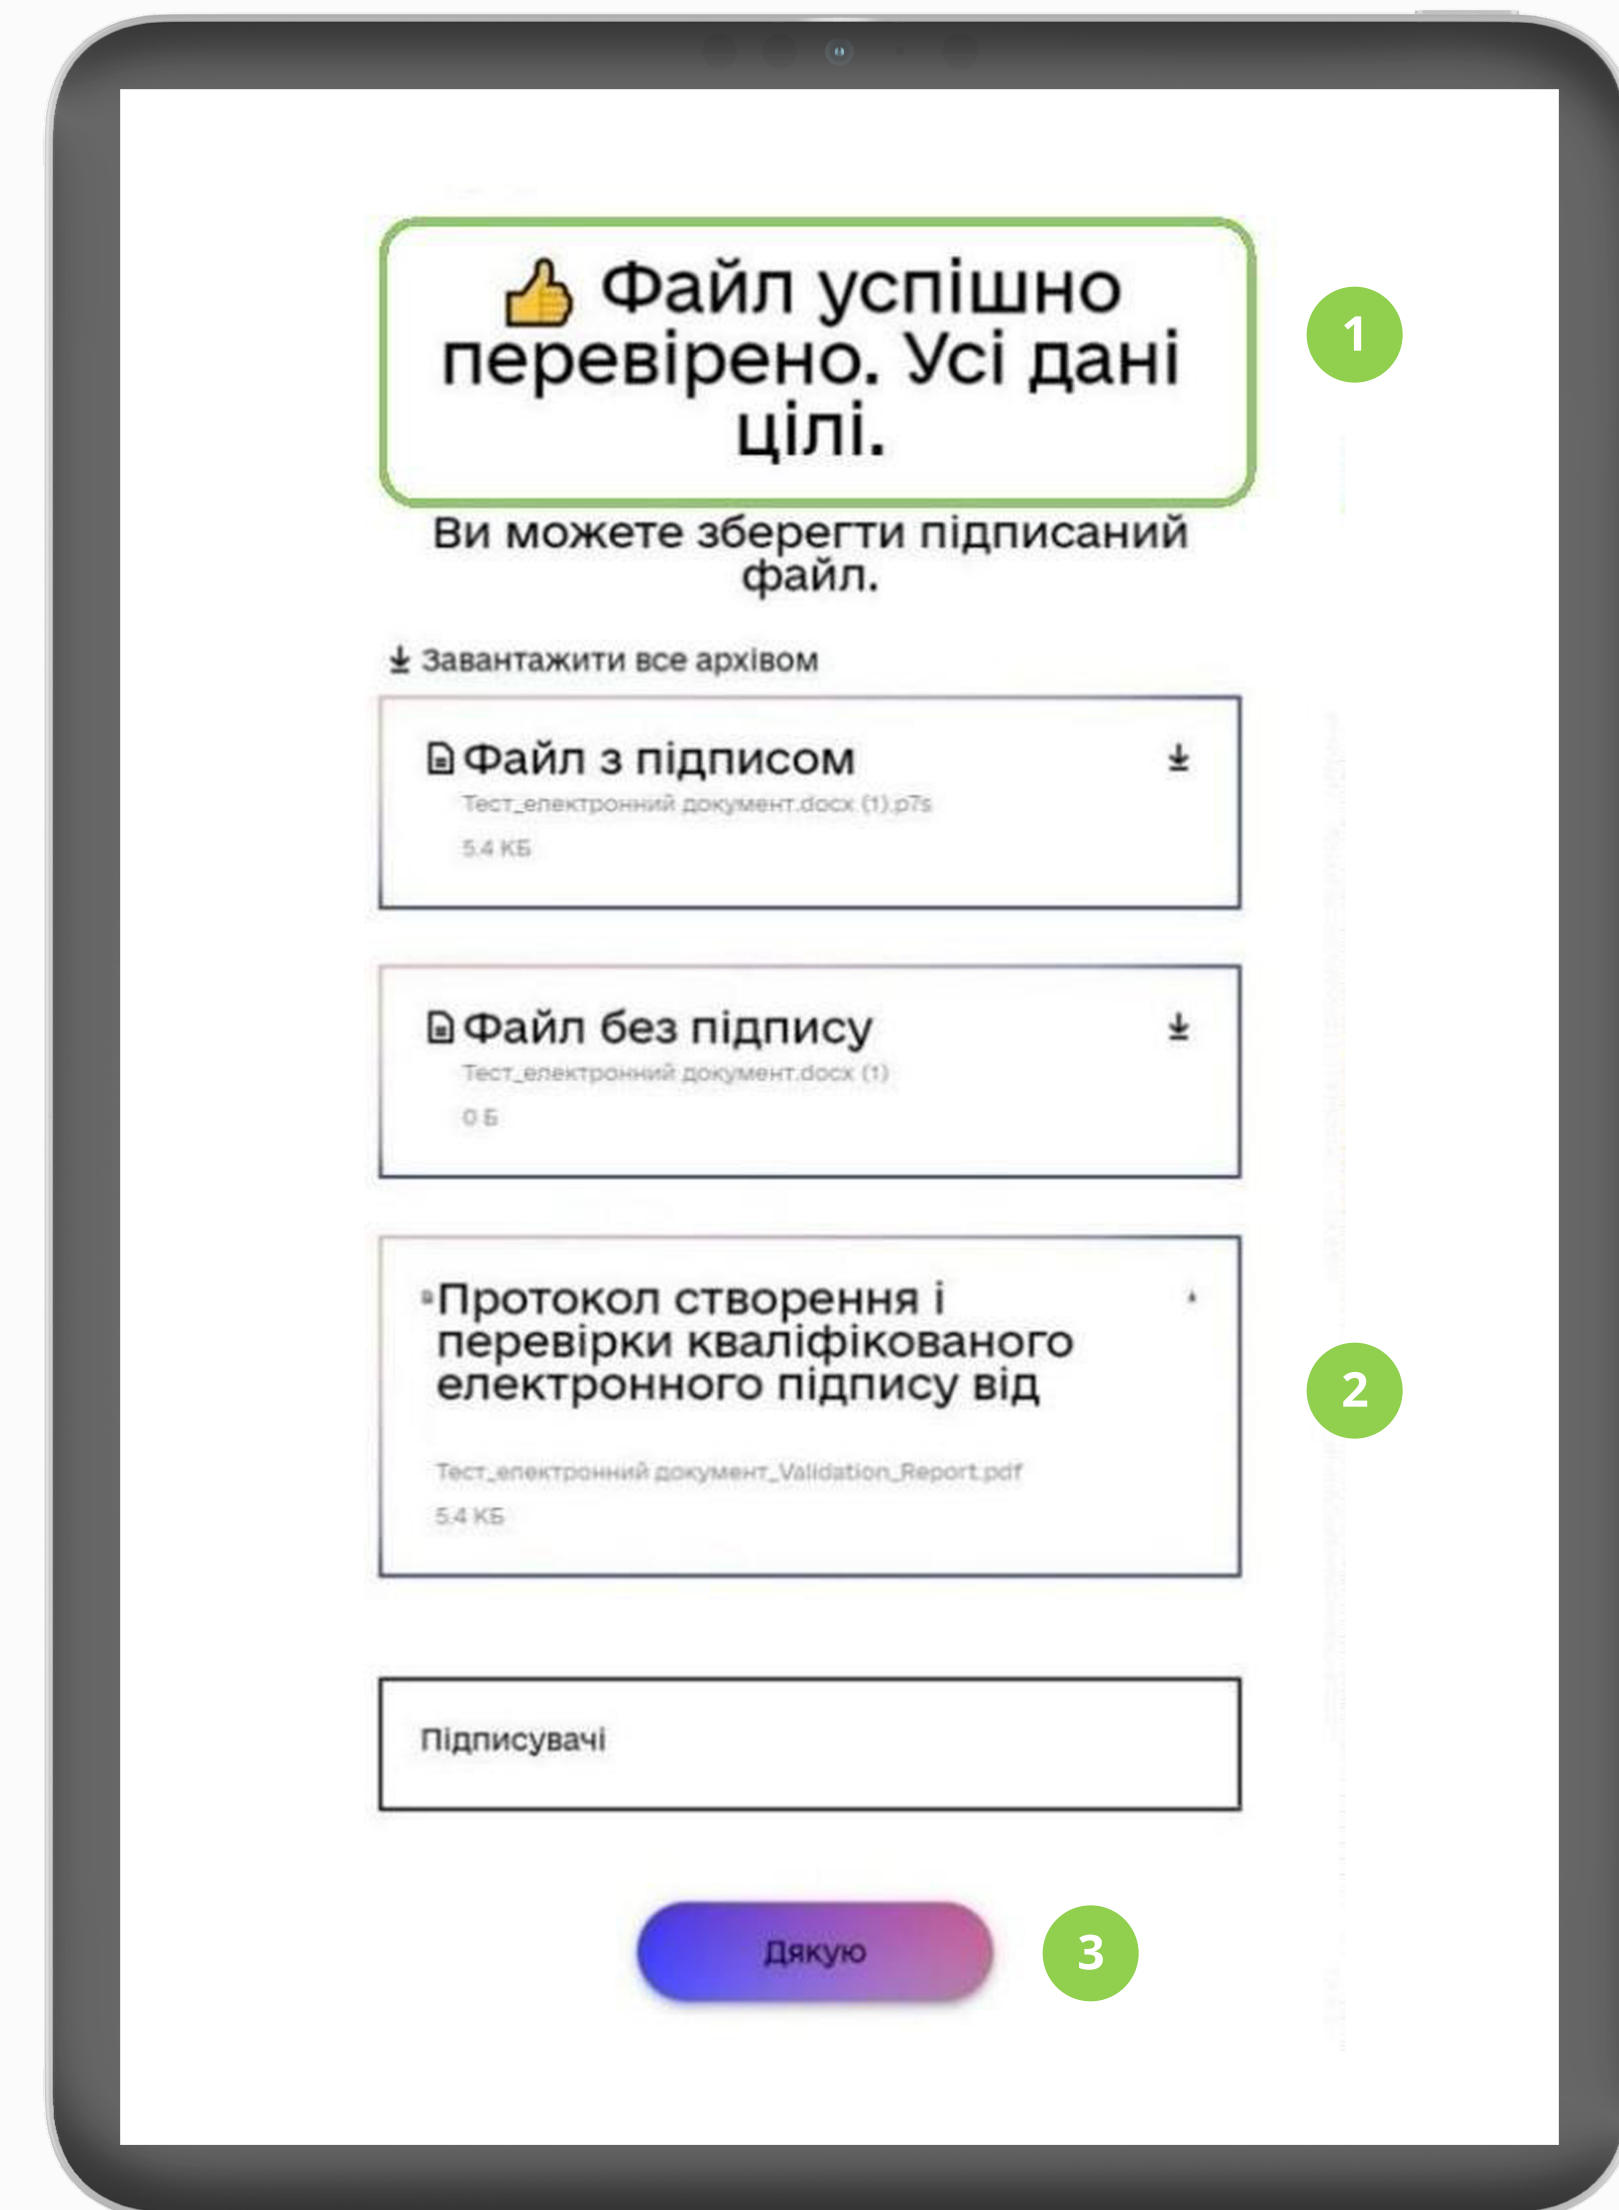 👍 Файл успішно
перевірено. Усі дані
цілі.
1
Ви можете зберегти підписаний
файл.
Завантажити все архівом
Файл з підписом
Тест_електронний документ.docx (1).p7s
5.4 КБ
Файл без підпису
Тест_електронний документ.docx (1)
0 Б
Протокол створення і
перевірки кваліфікованого
електронного підпису від
2
Тест_електронний документ_Validation_Report.pdf
5.4 КБ
Підписувачі
Дякую
3